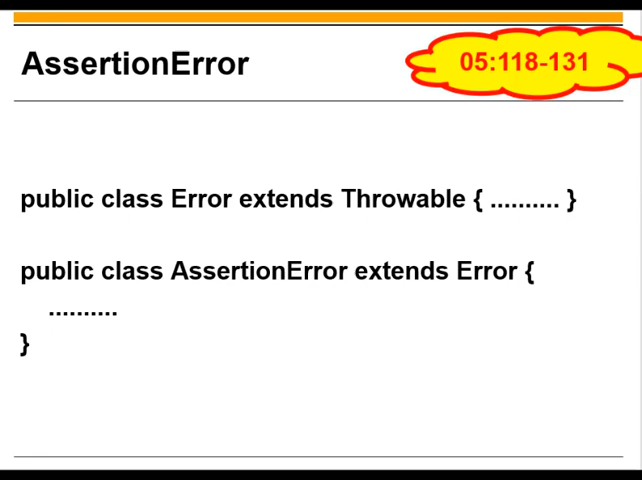 AssertionError
05:118-131
public class Error extends Throwable { .......... }
public class AssertionError extends Error {
..........
}